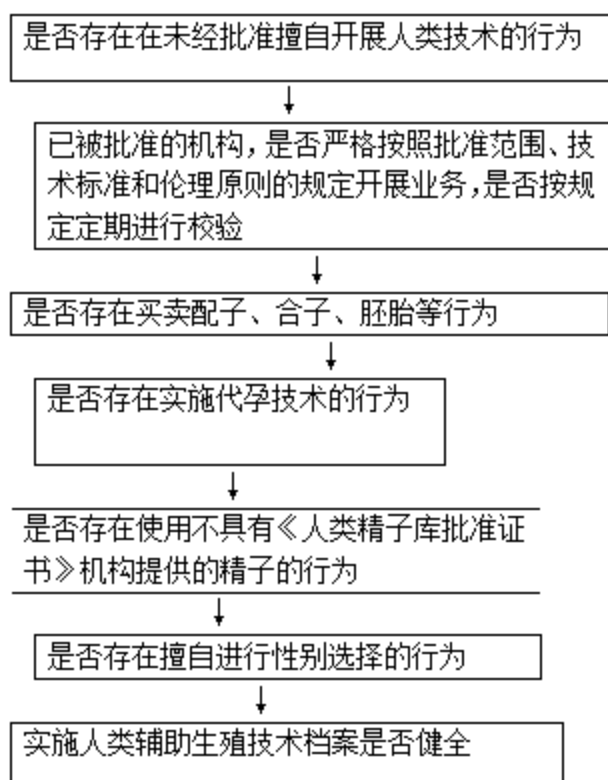 是否存在在未经批准擅自开展人类技术的行为
已被批准的机构，是否严格按照批准范围、技
术标准和伦理原则的规定开展业务，是否按规
定定期进行校验
是否存在买卖配子、合子、胚胎等行为
是否存在实施代孕技术的行为
是否存在使用不具有《人类精子库批准证
书》机构提供的精子的行为
是否存在擅自进行性别选择的行为
实施人类辅助生殖技术档案是否健全